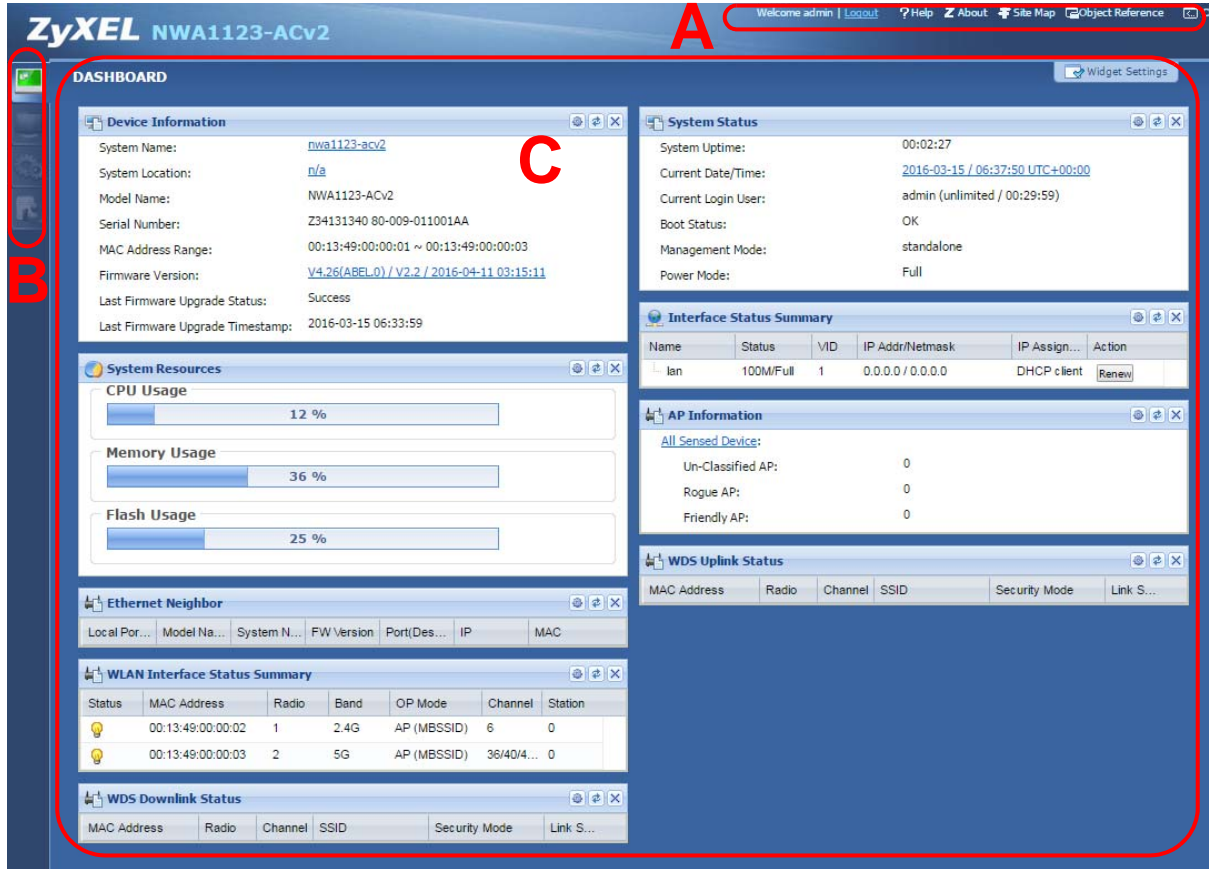 ZyXEL NWA1123-ACv2
A
Welcome admin | Logout ?Help Z About Site Map Object Reference
B
C
DASHBOARD
Widget Settings
Device Information
System Name: nwa1123-acv2
System Location: n/a
Model Name: NWA1123-ACv2
Serial Number: Z34131340 80-009-011001AA
MAC Address Range: 00:13:49:00:00:01 ~ 00:13:49:00:00:03
Firmware Version: V4.26(ABEL.0) / V2.2 / 2016-04-11 03:15:11
Last Firmware Upgrade Status: Success
Last Firmware Upgrade Timestamp: 2016-03-15 06:33:59
System Resources
CPU Usage
12 %
Memory Usage
36 %
Flash Usage
25 %
Ethernet Neighbor
Local Por... Model Na... System N... FW Version Port(Des... IP MAC
WLAN Interface Status Summary
Status MAC Address Radio Band OP Mode Channel Station
00:13:49:00:00:02 1 2.4G AP (MBSSID) 6 0
00:13:49:00:00:03 2 5G AP (MBSSID) 36/40/4... 0
WDS Downlink Status
MAC Address Radio Channel SSID Security Mode Link S...
System Status
System Uptime: 00:02:27
Current Date/Time: 2016-03-15 / 06:37:50 UTC+00:00
Current Login User: admin (unlimited / 00:29:59)
Boot Status: OK
Management Mode: standalone
Power Mode: Full
Interface Status Summary
Name Status VID IP Addr/Netmask IP Assign... Action
lan 100M/Full 1 0.0.0.0 / 0.0.0.0 DHCP client Renew
AP Information
All Sensed Device:
Un-Classified AP: 0
Rogue AP: 0
Friendly AP: 0
WDS Uplink Status
MAC Address Radio Channel SSID Security Mode Link S...